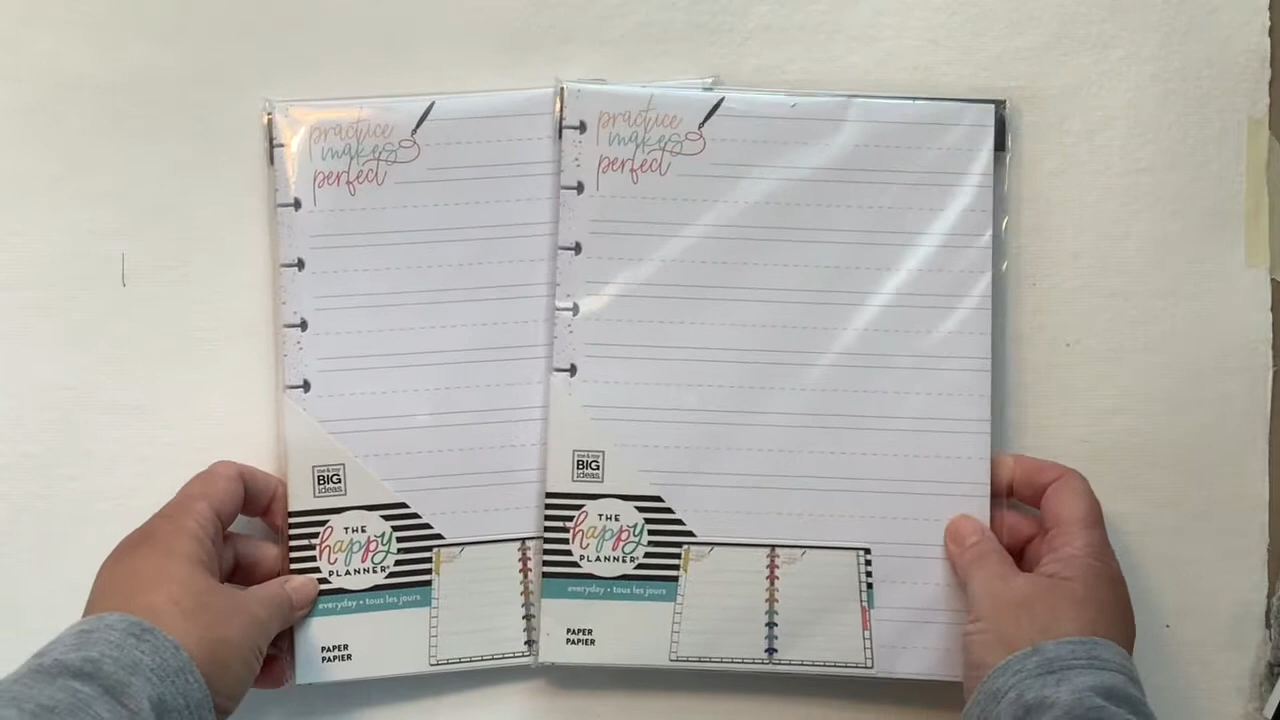 practice
makes
perfect
me & my
BIG
ideas
THE
happy
PLANNER®
everyday • tous les jours
PAPER
PAPIER
practice
makes
perfect
me & my
BIG
ideas
THE
happy
PLANNER®
everyday • tous les jours
PAPER
PAPIER